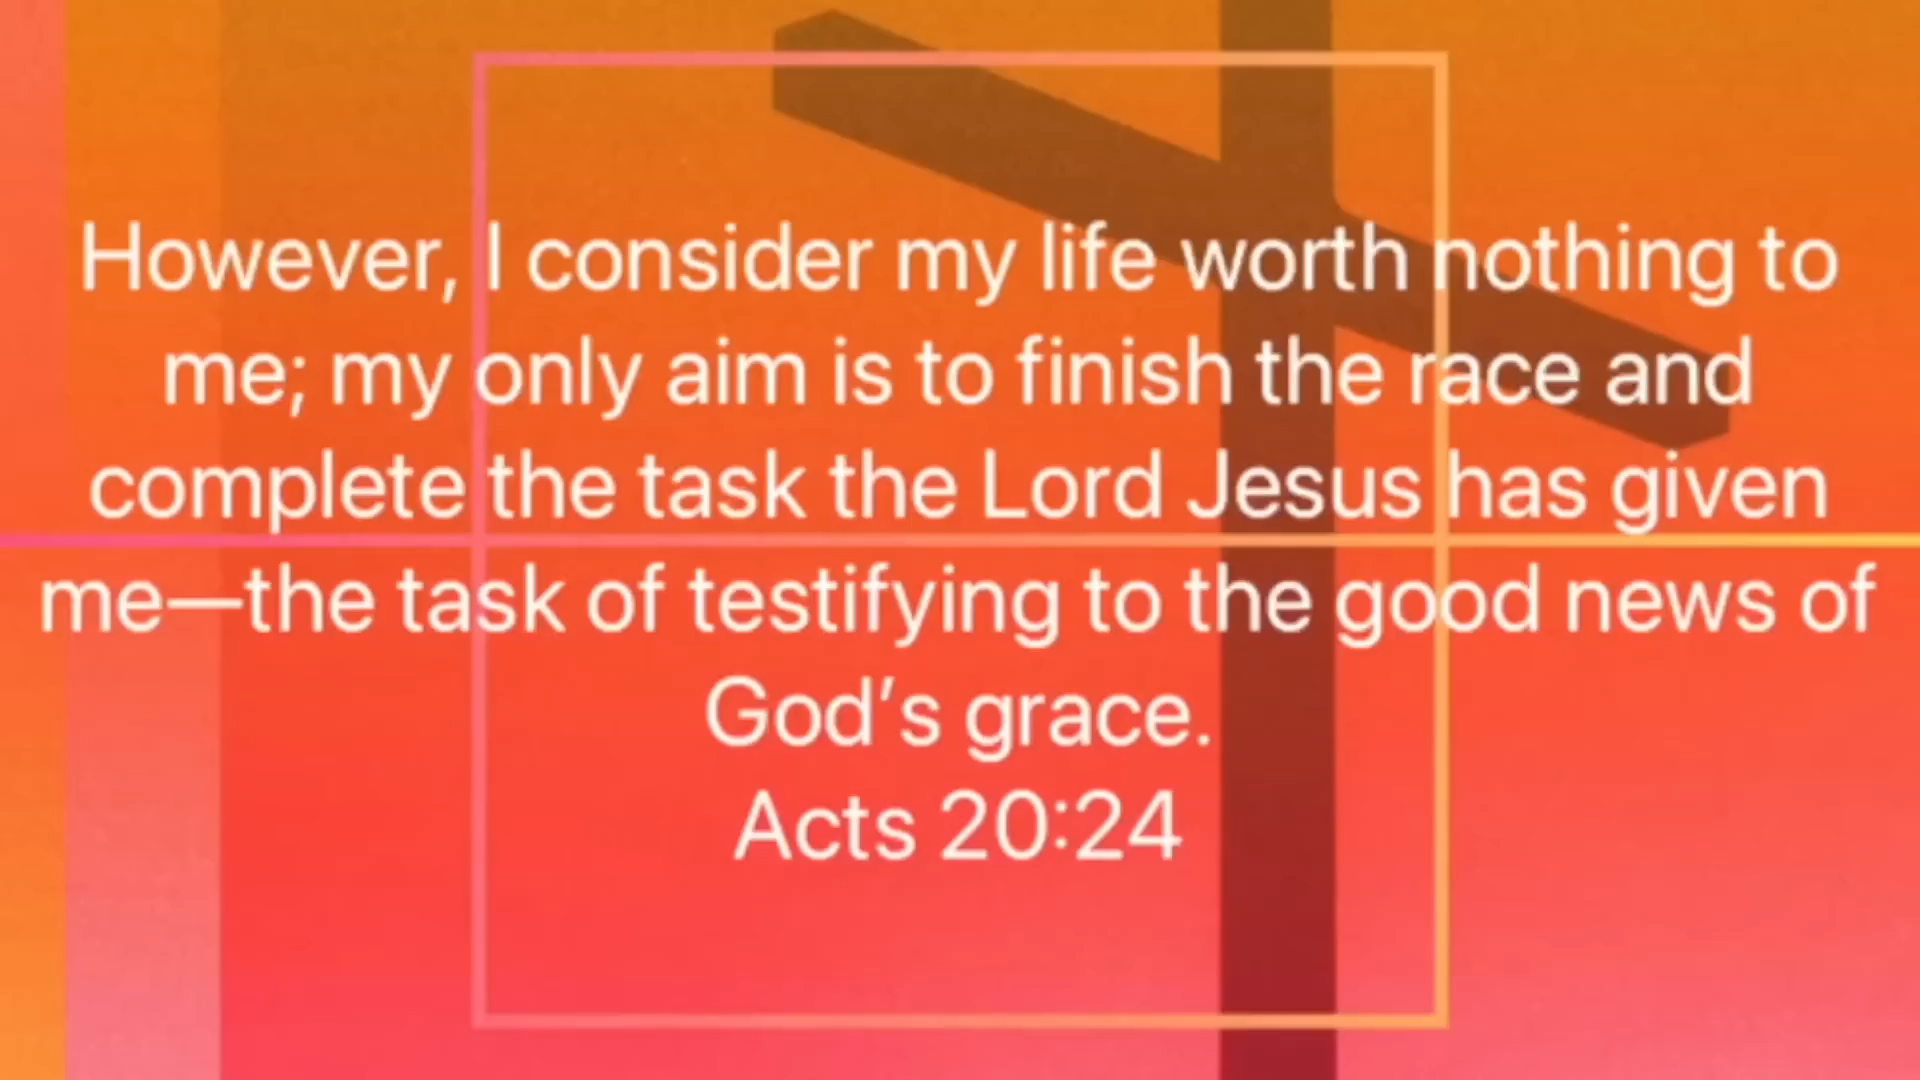 However, I consider my life worth nothing to
me; my only aim is to finish the race and
complete the task the Lord Jesus has given
me—the task of testifying to the good news of
God’s grace.
Acts 20:24